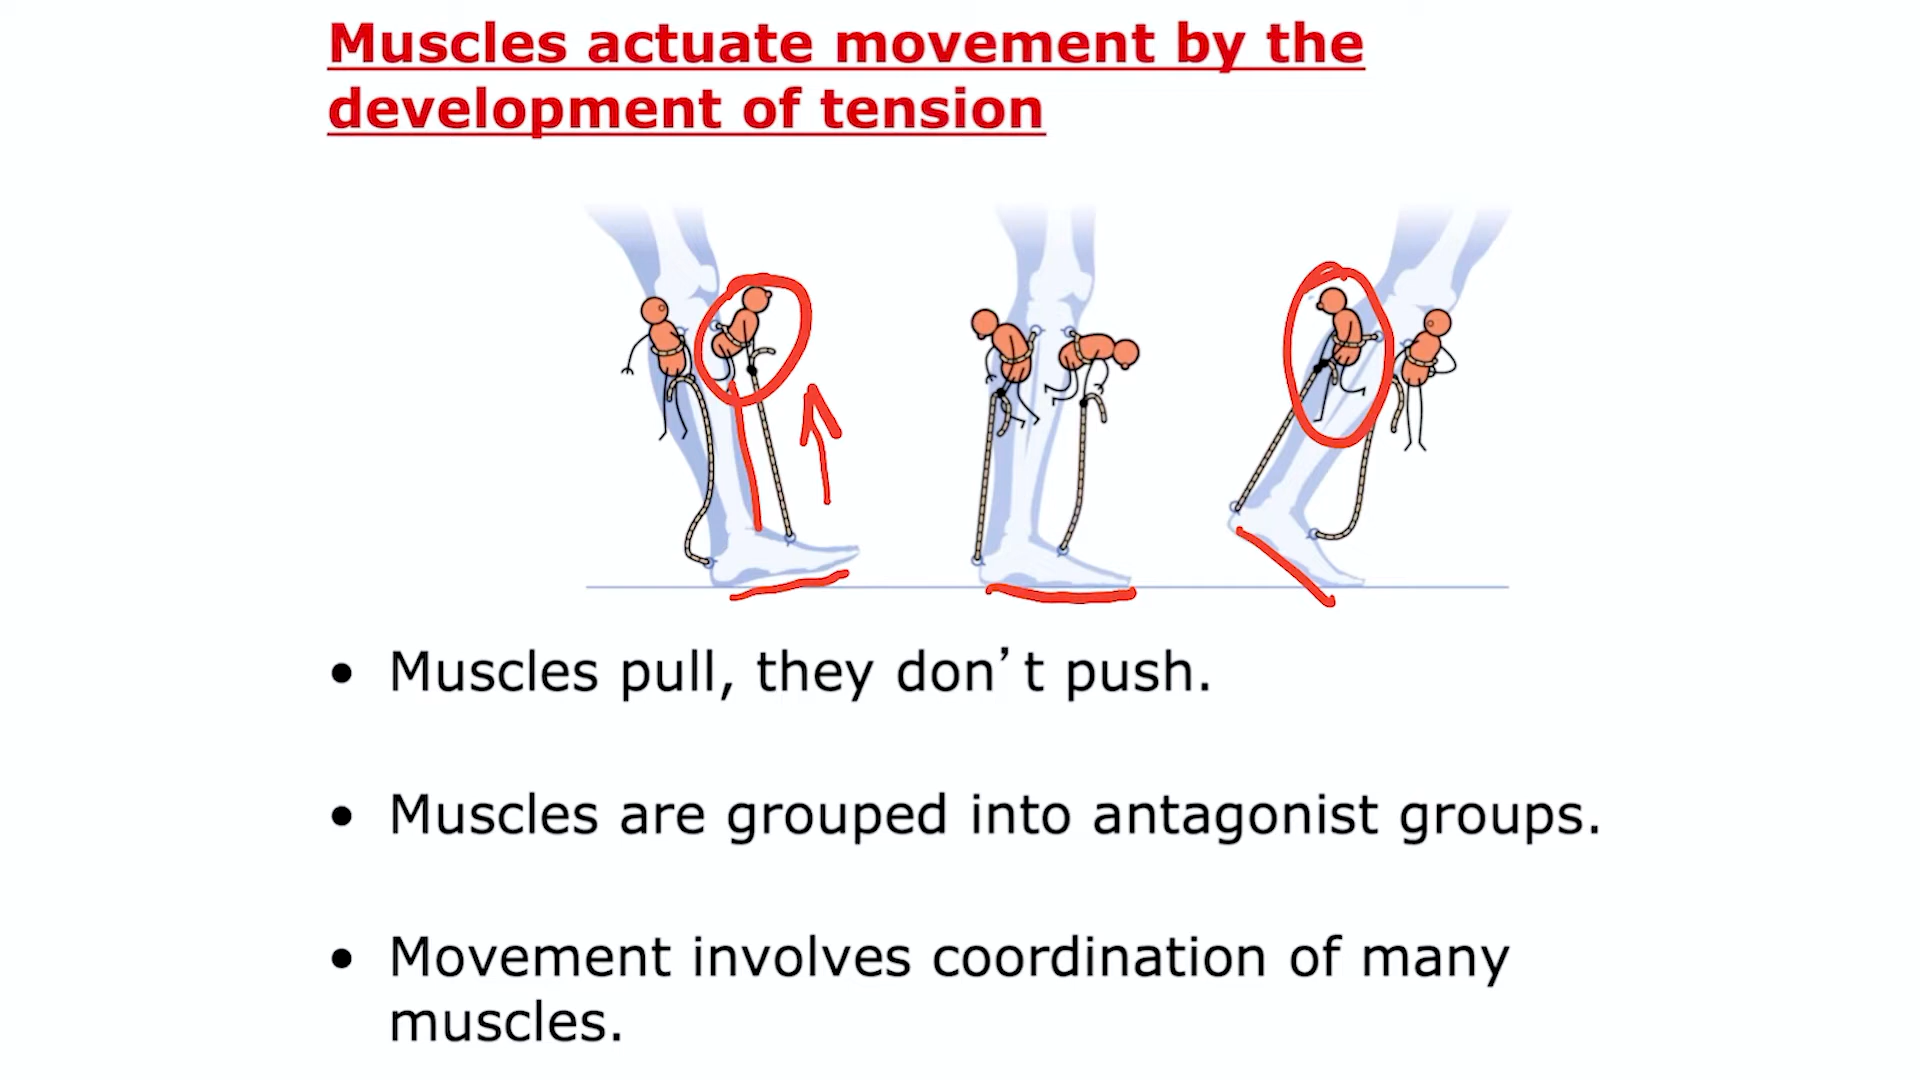 Muscles actuate movement by the
development of tension
• Muscles pull, they don’t push.
• Muscles are grouped into antagonist groups.
• Movement involves coordination of many
muscles.